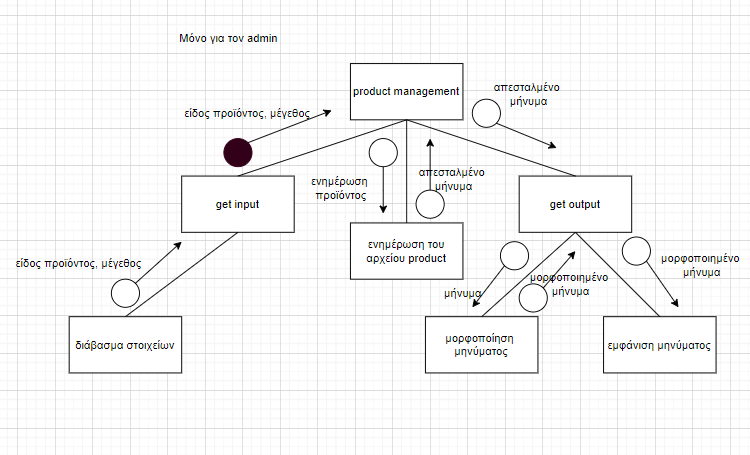 Μόνο για τον admin
product management
απεσταλμένο
μήνυμα
είδος προϊόντος, μέγεθος
ενημέρωση
προϊόντος
απεσταλμένο
μήνυμα
get input
get output
ενημέρωση του
αρχείου product
είδος προϊόντος, μέγεθος
μορφοποιημένο
μήνυμα
μορφοποιημένο
μήνυμα
μήνυμα
διάβασμα στοιχείων
μορφοποίηση
μηνύματος
εμφάνιση μηνύματος